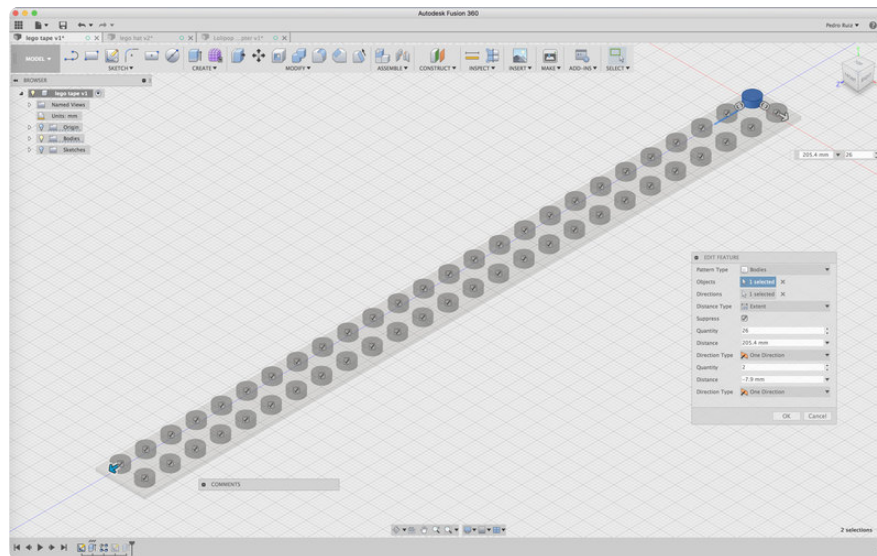 Autodesk Fusion 360
Pedro Ruiz
lego tape v1*
lego hat v2*
Lollipop ...pter v1*
MODEL
SKETCH
CREATE
MODIFY
ASSEMBLE
CONSTRUCT
INSPECT
INSERT
MAKE
ADD-INS
SELECT
BROWSER
lego tape v1
Named Views
Units: mm
Origin
Bodies
Sketches
205.4 mm 26
EDIT FEATURE
Pattern Type Bodies
Objects 1 selected
Directions 1 selected
Distance Type Extent
Suppress
Quantity 26
Distance 205.4 mm
Direction Type One Direction
Quantity 2
Distance -7.9 mm
Direction Type One Direction
OK Cancel
COMMENTS
2 selections